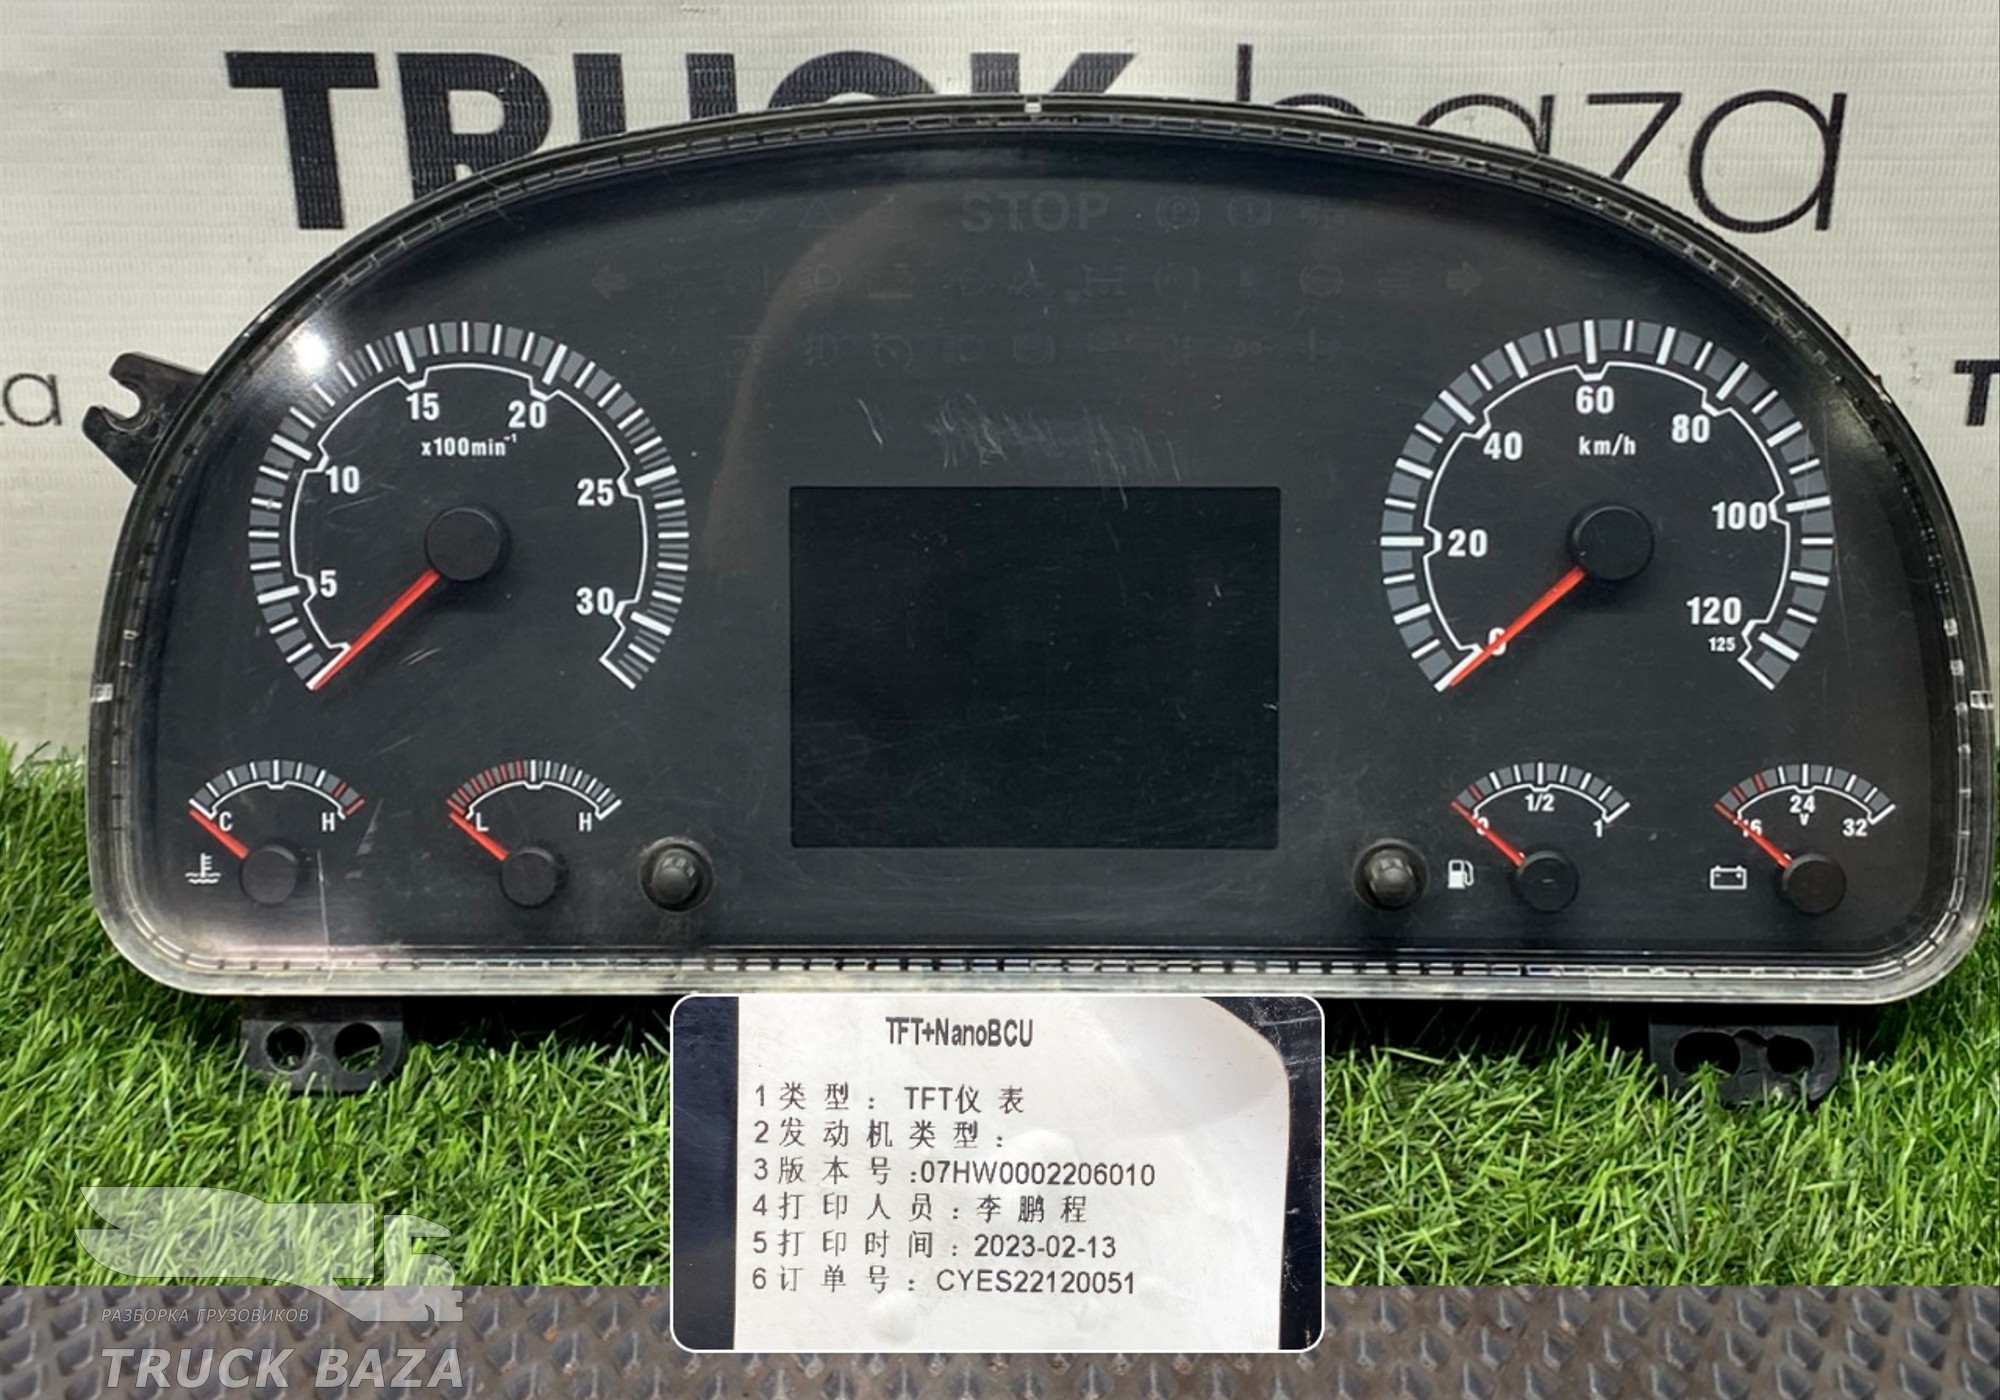 TRUCK baza
STOP
15
20
x100min⁻¹
10
25
5
30
60
40
80
km/h
20
100
0
120
125
C
H
L
H
0
1/2
1
16
24
V
32
TFT+NanoBCU
1类型：TFT仪表
2发动机类型：
3版本号:07HW0002206010
4打印人员：李鹏程
5打印时间：2023-02-13
6订单号：CYES22120051
РАЗБОРКА ГРУЗОВИКОВ
TRUCK BAZA